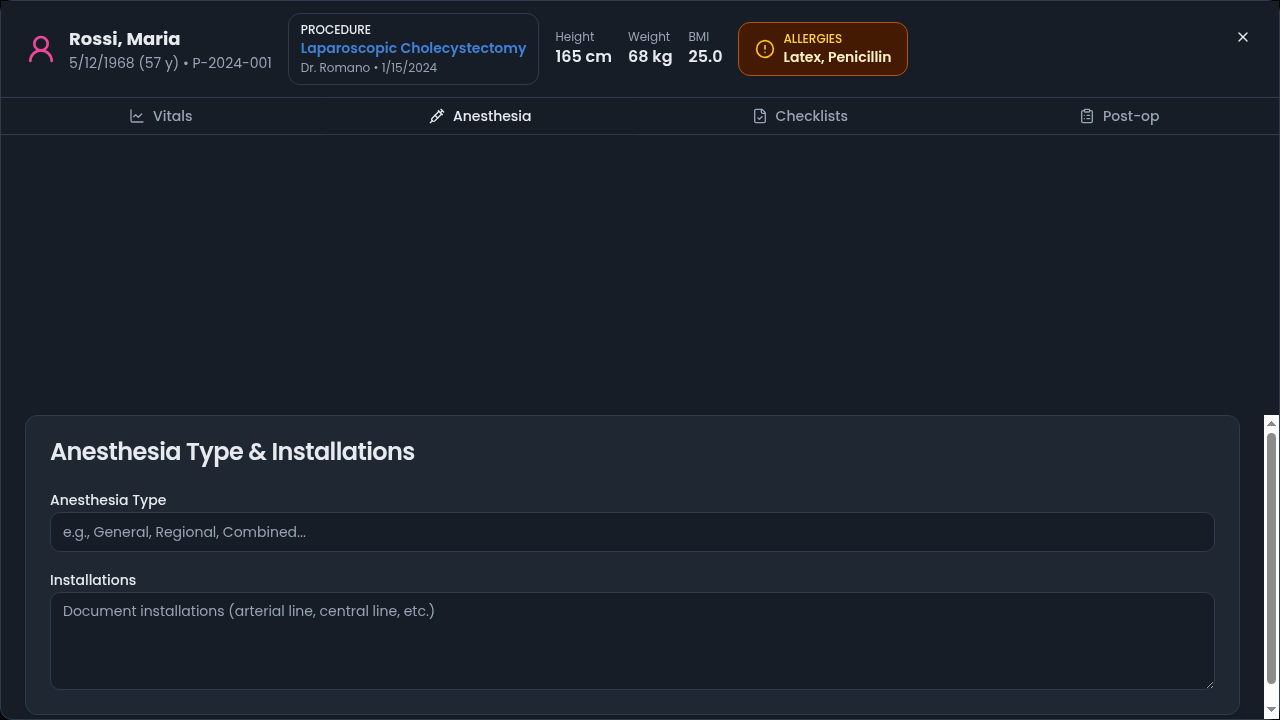 Rossi, Maria
5/12/1968 (57 y) • P-2024-001
PROCEDURE
Laparoscopic Cholecystectomy
Dr. Romano • 1/15/2024
Height
165 cm
Weight
68 kg
BMI
25.0
ALLERGIES
Latex, Penicillin
Vitals
Anesthesia
Checklists
Post-op
Anesthesia Type & Installations
Anesthesia Type
e.g., General, Regional, Combined...
Installations
Document installations (arterial line, central line, etc.)